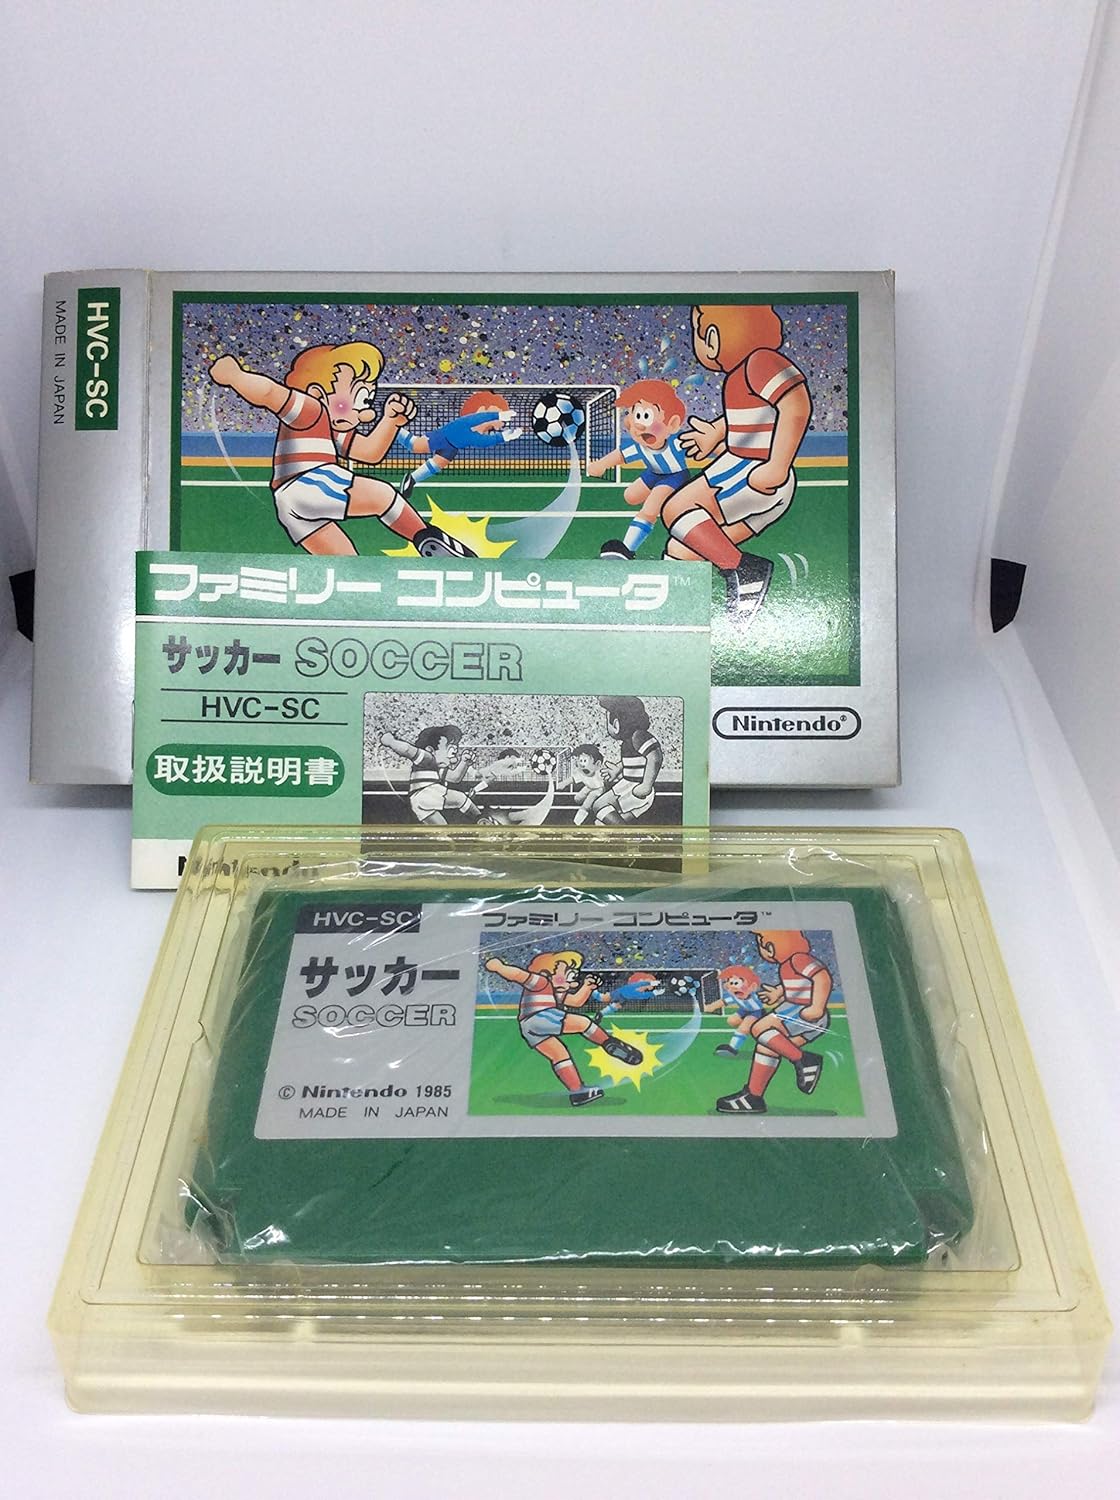 HVC-SC
MADE IN JAPAN
Nintendo®
ファミリー コンピュータ™
サッカー SOCCER
HVC-SC
取扱説明書
Nintendo
HVC-SC
ファミリー コンピュータ™
サッカー
SOCCER
© Nintendo 1985
MADE IN JAPAN